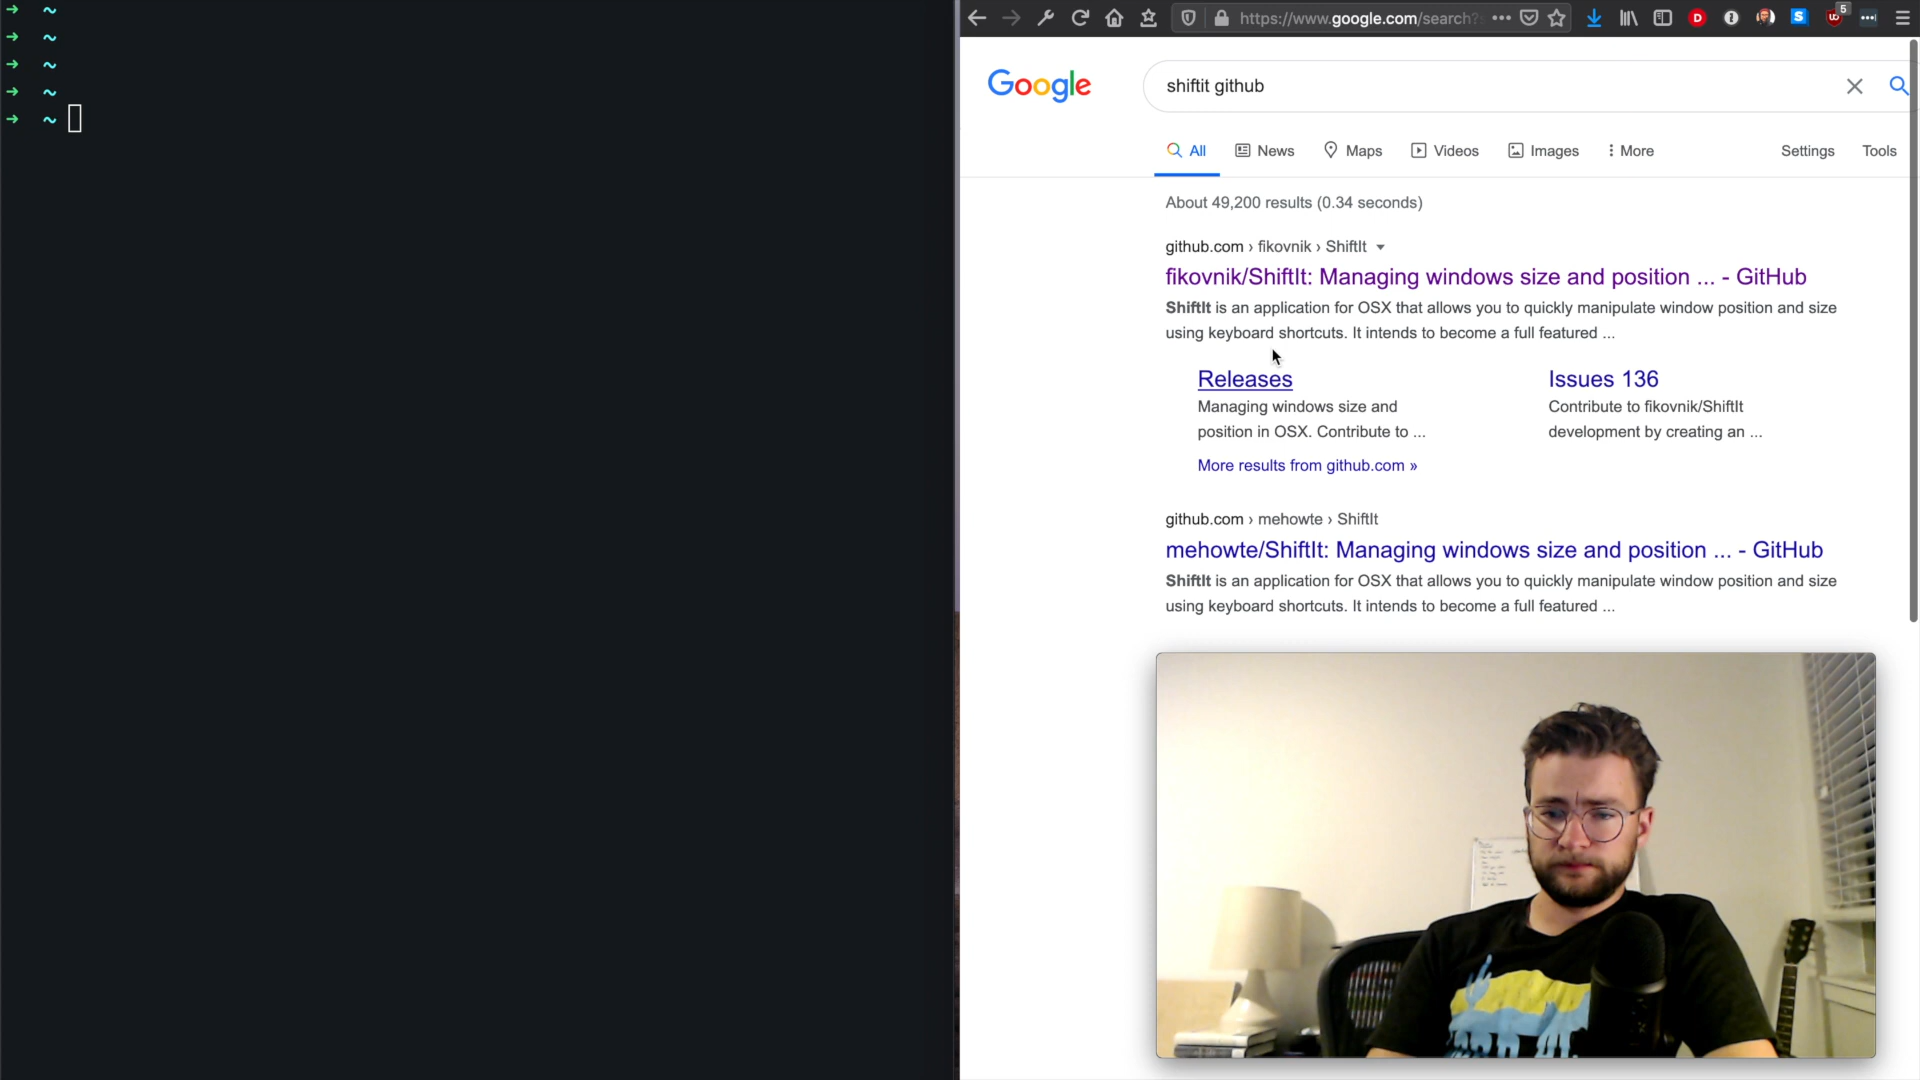 ➜ ~
➜ ~
➜ ~
➜ ~
➜ ~
https://www.google.com/search?
5
Google
shiftit github
All News Maps Videos Images More Settings Tools
About 49,200 results (0.34 seconds)
github.com › fikovnik › ShiftIt
fikovnik/ShiftIt: Managing windows size and position ... - GitHub
ShiftIt is an application for OSX that allows you to quickly manipulate window position and size
using keyboard shortcuts. It intends to become a full featured ...
Releases
Managing windows size and
position in OSX. Contribute to ...
Issues 136
Contribute to fikovnik/ShiftIt
development by creating an ...
More results from github.com »
github.com › mehowte › ShiftIt
mehowte/ShiftIt: Managing windows size and position ... - GitHub
ShiftIt is an application for OSX that allows you to quickly manipulate window position and size
using keyboard shortcuts. It intends to become a full featured ...